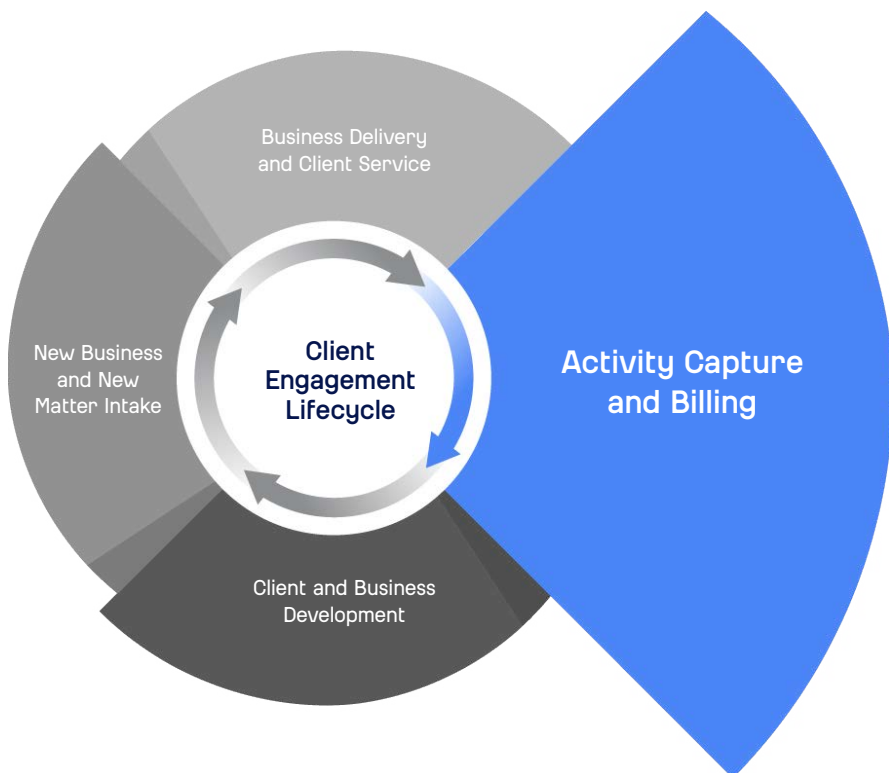 Business Delivery
and Client Service
New Business
and New
Matter Intake
Client
Engagement
Lifecycle
Activity Capture
and Billing
Client and Business
Development